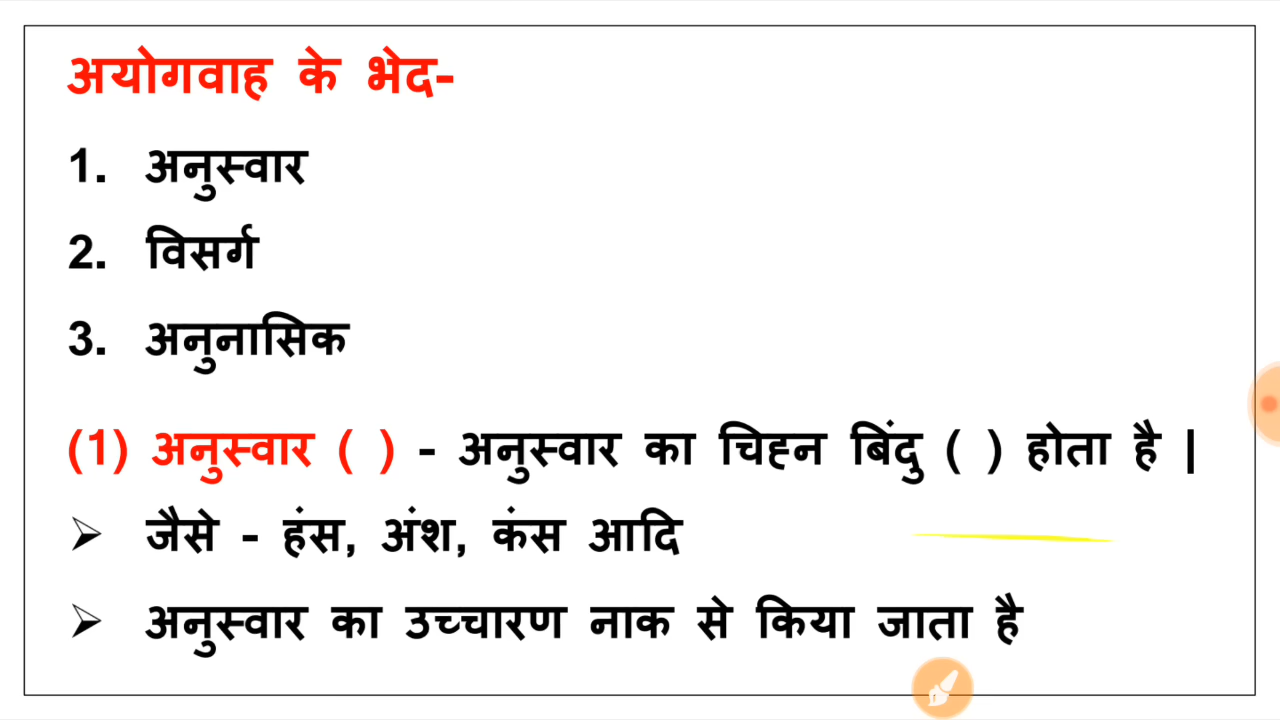 अयोगवाह के भेद-
1. अनुस्वार
2. विसर्ग
3. अनुनासिक
(1) अनुस्वार ( ) - अनुस्वार का चिह्न बिंदु ( ) होता है |
➢ जैसे - हंस, अंश, कंस आदि
➢ अनुस्वार का उच्चारण नाक से किया जाता है